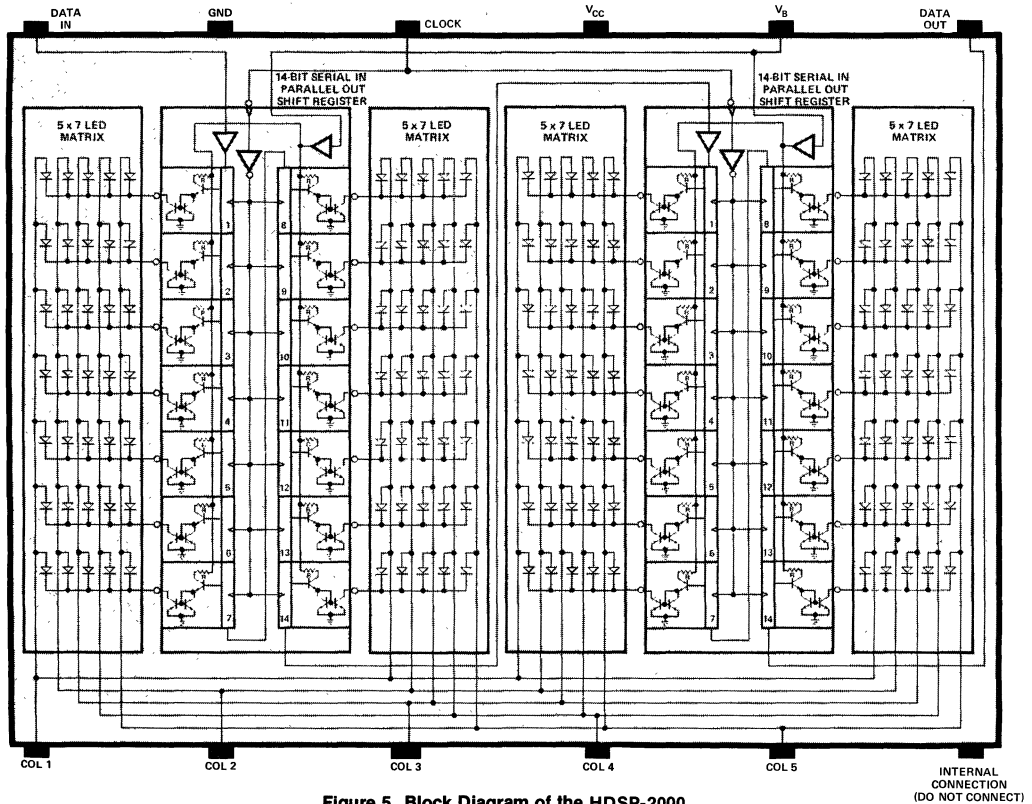 DATA
IN
GND
CLOCK
VCC
VB
DATA
OUT
14-BIT SERIAL IN
PARALLEL OUT
SHIFT REGISTER
14-BIT SERIAL IN
PARALLEL OUT
SHIFT REGISTER
5 x 7 LED
MATRIX
5 x 7 LED
MATRIX
5 x 7 LED
MATRIX
5 x 7 LED
MATRIX
1
8
1
8
2
9
2
9
3
10
3
10
4
11
4
11
5
12
5
12
6
13
6
13
7
14
7
14
COL 1
COL 2
COL 3
COL 4
COL 5
INTERNAL
CONNECTION
(DO NOT CONNECT)
Figure 5. Block Diagram of the HDSP-2000